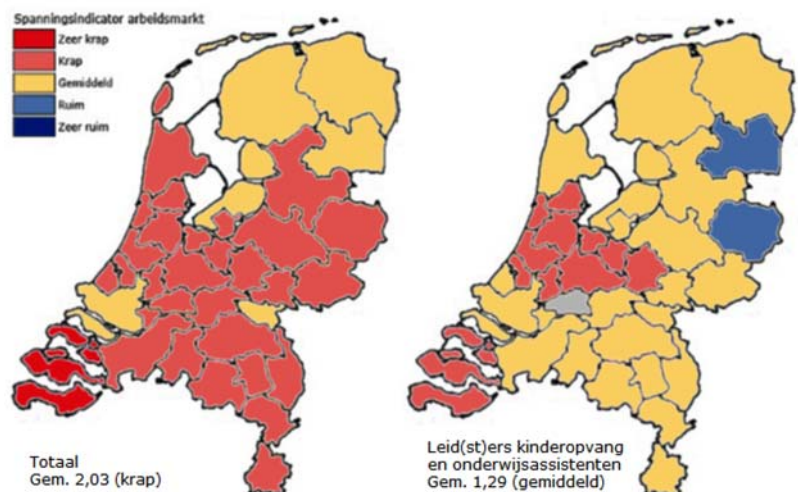 Spanningsindicator arbeidsmarkt
Zeer krap
Krap
Gemiddeld
Ruim
Zeer ruim
Totaal
Gem. 2,03 (krap)
Leid(st)ers kinderopvang
en onderwijsassistenten
Gem. 1,29 (gemiddeld)